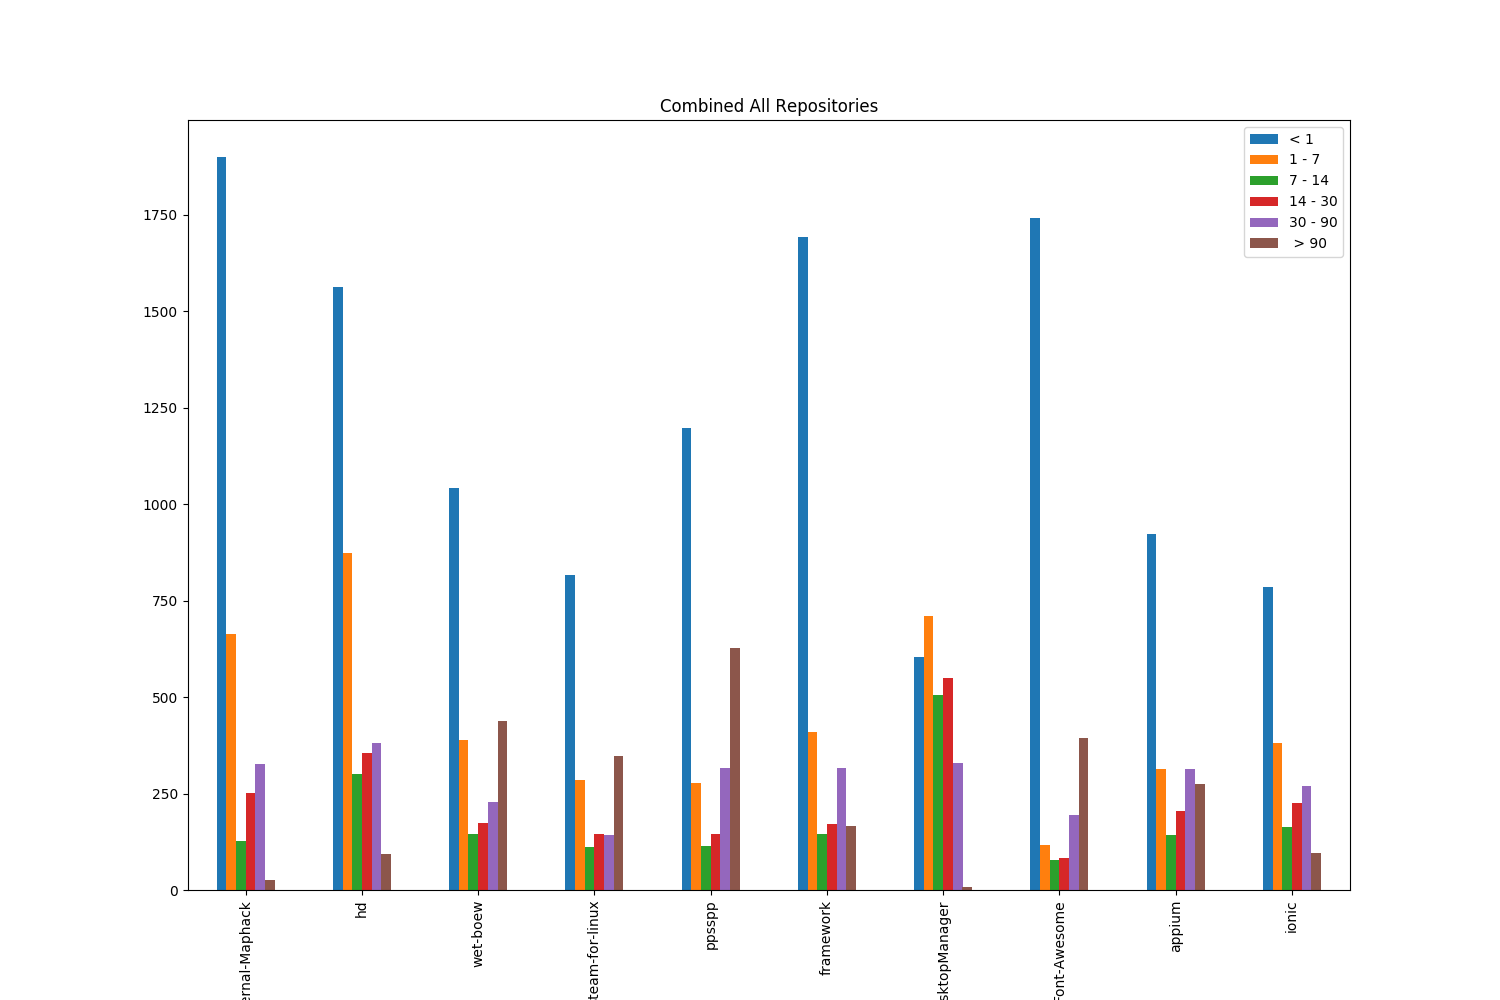 Combined All Repositories
< 1
1 - 7
7 - 14
14 - 30
30 - 90
> 90
1750
1500
1250
1000
750
500
250
0
ernal-Maphack
hd
wet-boew
team-for-linux
ppsspp
framework
sktopManager
Font-Awesome
appium
ionic